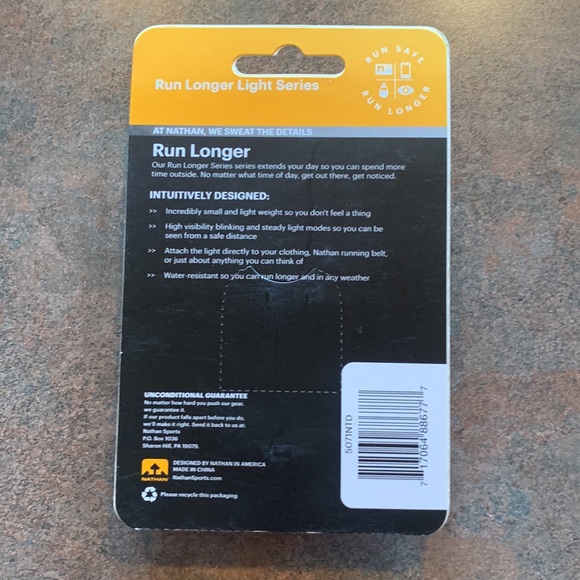 RUN SAFE
RUN LONGER
Run Longer Light Series
AT NATHAN, WE SWEAT THE DETAILS
Run Longer
Our Run Longer Series series extends your day so you can spend more
time outside. No matter what time of day, get out there, get noticed.
INTUITIVELY DESIGNED:
>> Incredibly small and light weight so you don't feel a thing
>> High visibility blinking and steady light modes so you can be
seen from a safe distance
>> Attach the light directly to your clothing, Nathan running belt,
or just about anything you can think of
>> Water-resistant so you can run longer and in any weather
UNCONDITIONAL GUARANTEE
No matter how hard you push our gear,
we guarantee it.
If our product falls apart before you do,
we'll make it right. Send it back to us at:
Nathan Sports
P.O. Box 1036
Sharon Hill, PA 19079.
NATHAN
DESIGNED BY NATHAN IN AMERICA
MADE IN CHINA
NathanSports.com
Please recycle this packaging
5071NTD
7 17064 88677 7